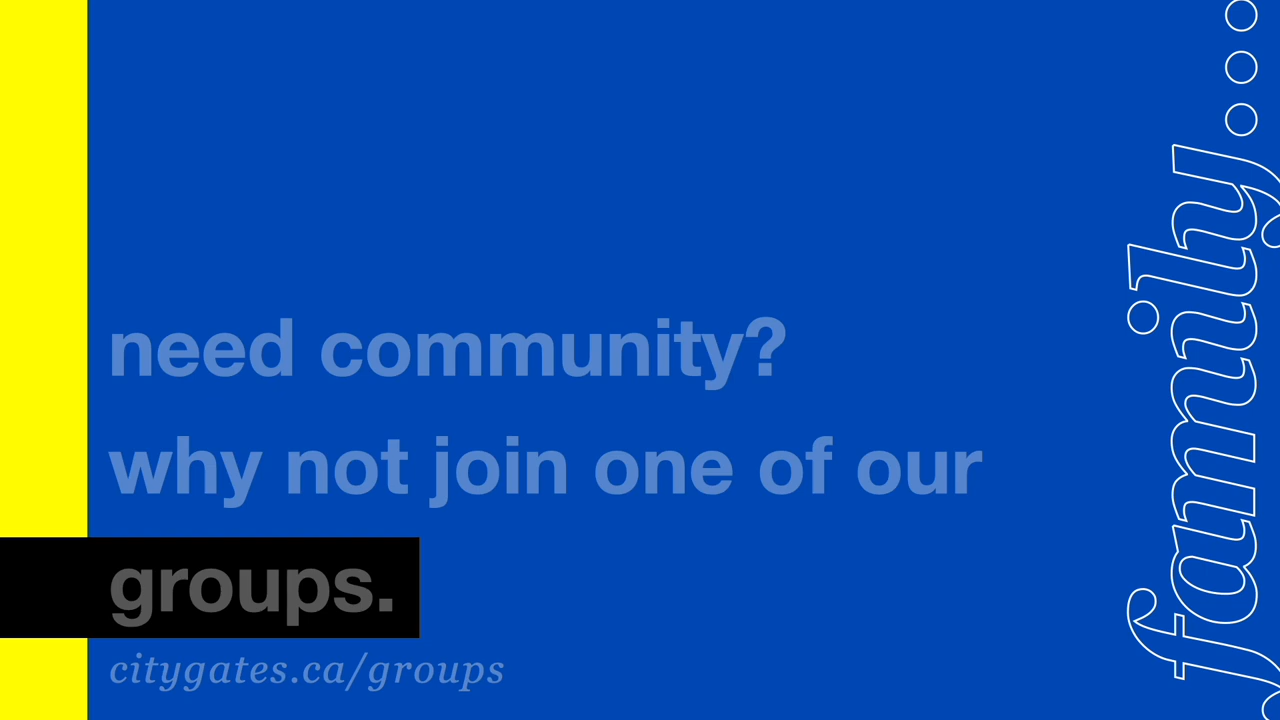 need community?
why not join one of our
groups.
citygates.ca/groups
family...